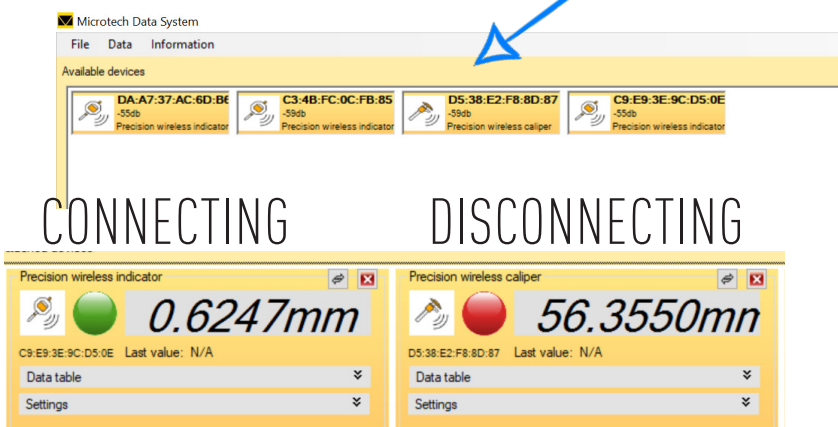 Microtech Data System
File Data Information
Available devices
DA:A7:37:AC:6D:B6
-55db
Precision wireless indicator
C3:4B:FC:0C:FB:85
-59db
Precision wireless indicator
D5:38:E2:F8:8D:87
-59db
Precision wireless caliper
C9:E9:3E:9C:D5:0E
-55db
Precision wireless indicator
CONNECTING DISCONNECTING
Precision wireless indicator
0.6247mm
C9:E9:3E:9C:D5:0E Last value: N/A
Data table
Settings
Precision wireless caliper
56.3550mm
D5:38:E2:F8:8D:87 Last value: N/A
Data table
Settings